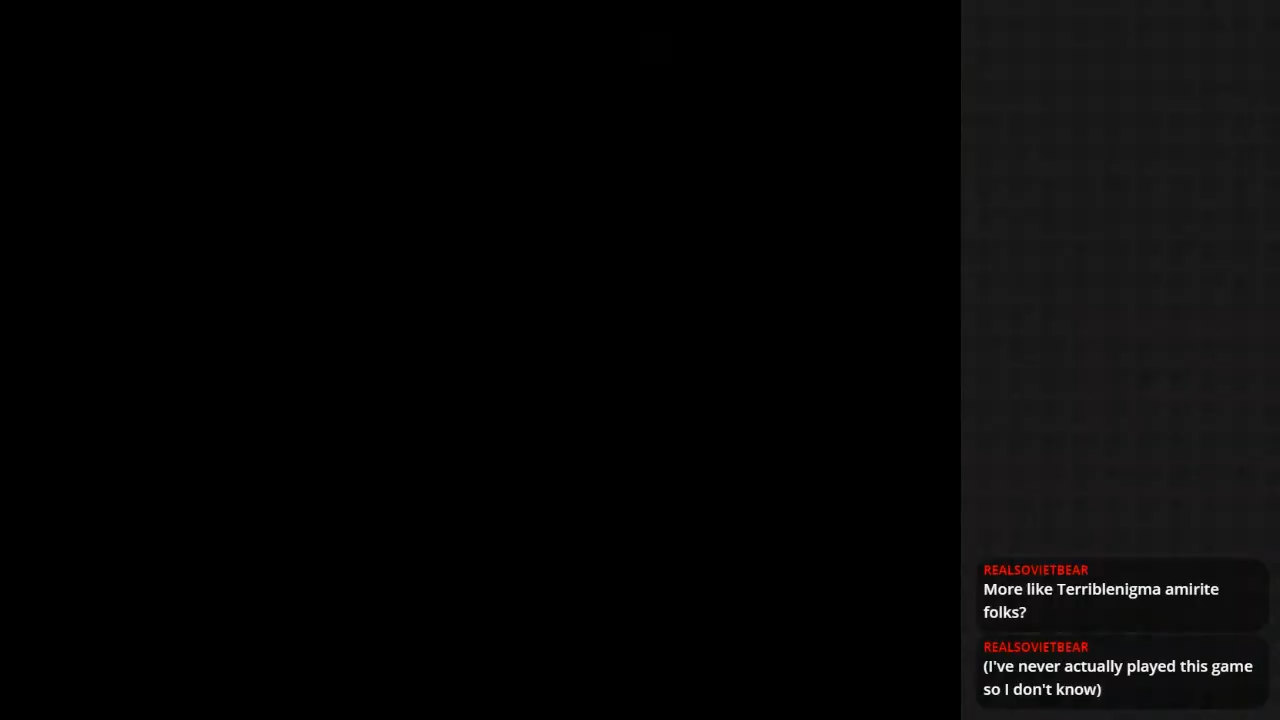 REALSOVIETBEAR
More like Terriblenigma amirite
folks?
REALSOVIETBEAR
(I've never actually played this game
so I don't know)